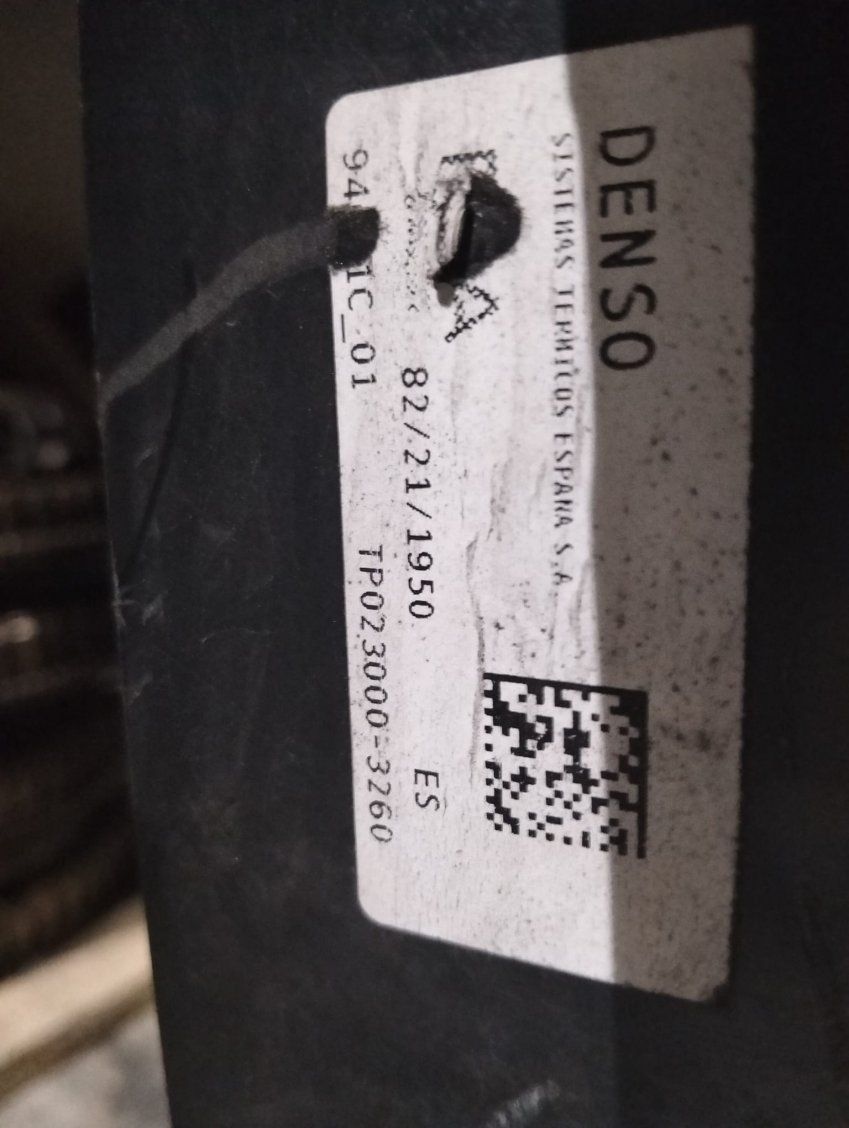 DENSO
SISTEMAS TERMICOS ESPAÑA S.A
82/21/1950 ES
TP023000-3260